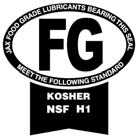 JAX FOOD GRADE LUBRICANTS BEARING THIS SEAL
FG
MEET THE FOLLOWING STANDARD
KOSHER
NSF H1